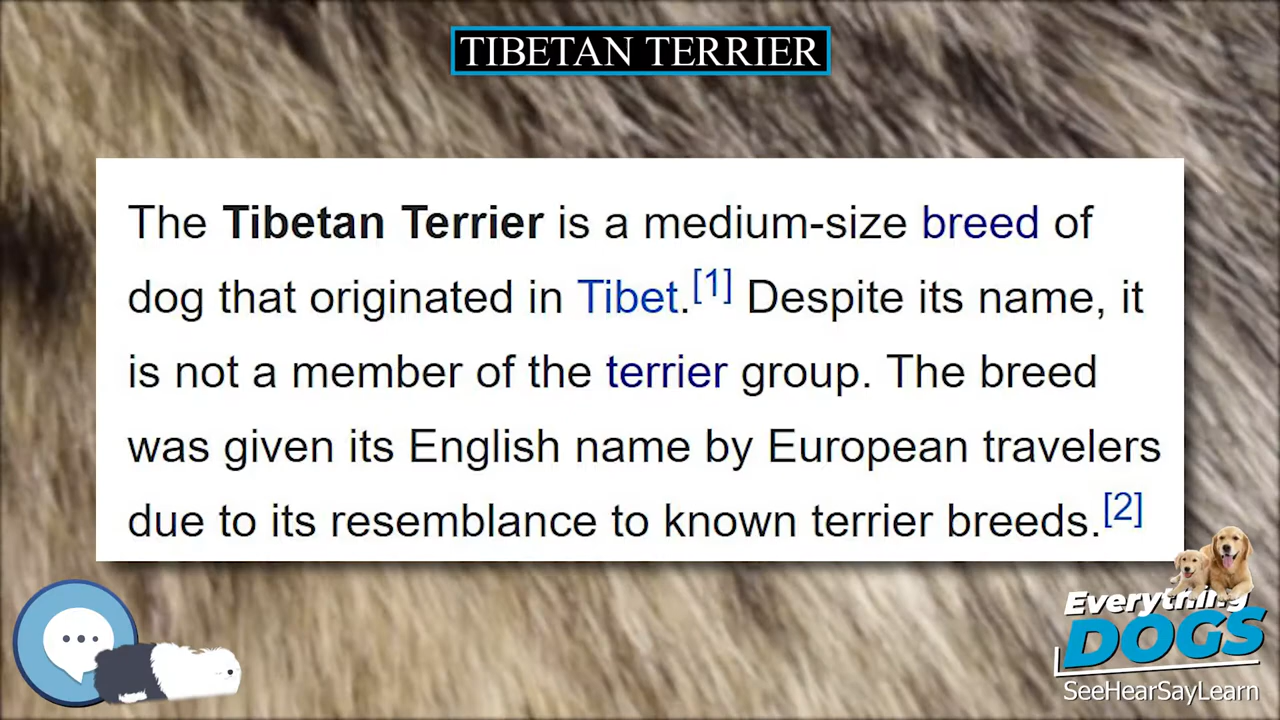 TIBETAN TERRIER
The Tibetan Terrier is a medium-size breed of
dog that originated in Tibet.[1] Despite its name, it
is not a member of the terrier group. The breed
was given its English name by European travelers
due to its resemblance to known terrier breeds.[2]
Everything
DOGS
SeeHearSayLearn